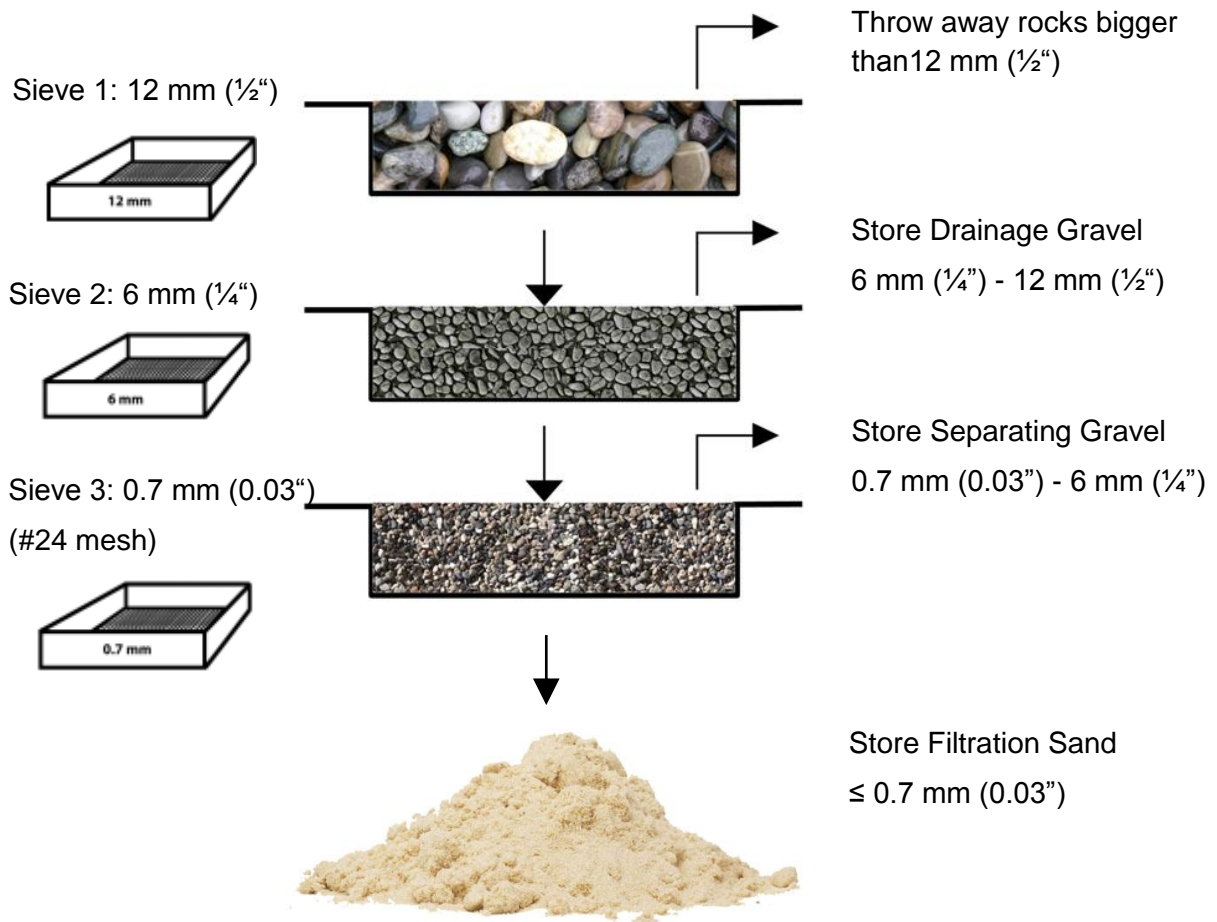 Throw away rocks bigger
than12 mm (½“)
Sieve 1: 12 mm (½“)
12 mm
Store Drainage Gravel
6 mm (¼”) - 12 mm (½”)
Sieve 2: 6 mm (¼“)
6 mm
Store Separating Gravel
0.7 mm (0.03”) - 6 mm (¼”)
Sieve 3: 0.7 mm (0.03“)
(#24 mesh)
0.7 mm
Store Filtration Sand
≤ 0.7 mm (0.03”)